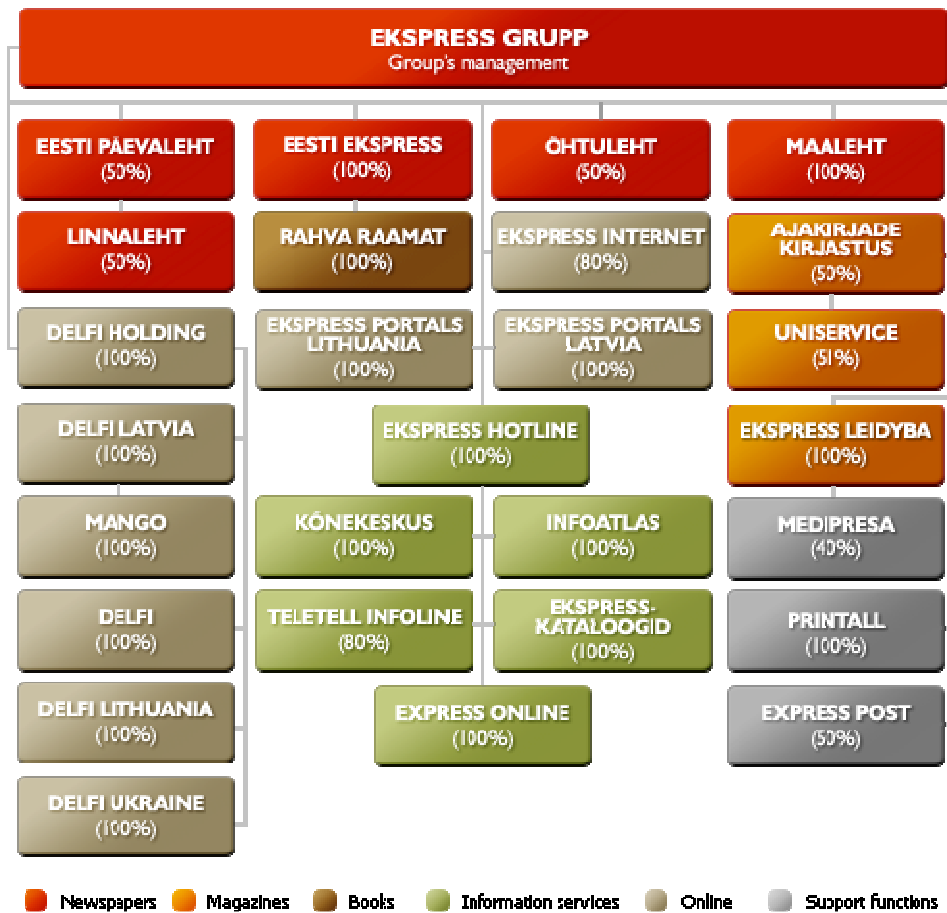 EKSPRESS GRUPP
Group's management
EESTI PÄEVALEHT
(50%)
EESTI EKSPRESS
(100%)
ÕHTULEHT
(50%)
MAALEHT
(100%)
LINNALEHT
(50%)
RAHVA RAAMAT
(100%)
EKSPRESS INTERNET
(80%)
AJAKIRJADE
KIRJASTUS
(50%)
DELFI HOLDING
(100%)
EKSPRESS PORTALS
LITHUANIA
(100%)
EKSPRESS PORTALS
LATVIA
(100%)
UNISERVICE
(51%)
DELFI LATVIA
(100%)
EKSPRESS HOTLINE
(100%)
EKSPRESS LEIDYBA
(100%)
MANGO
(100%)
KÕNEKESKUS
(100%)
INFOATLAS
(100%)
MEDIPRESA
(40%)
DELFI
(100%)
TELETELL INFOLINE
(80%)
EKSPRESS-
KATALOOGID
(100%)
PRINTALL
(100%)
DELFI LITHUANIA
(100%)
EXPRESS ONLINE
(100%)
EXPRESS POST
(50%)
DELFI UKRAINE
(100%)
Newspapers Magazines Books Information services Online Support functions